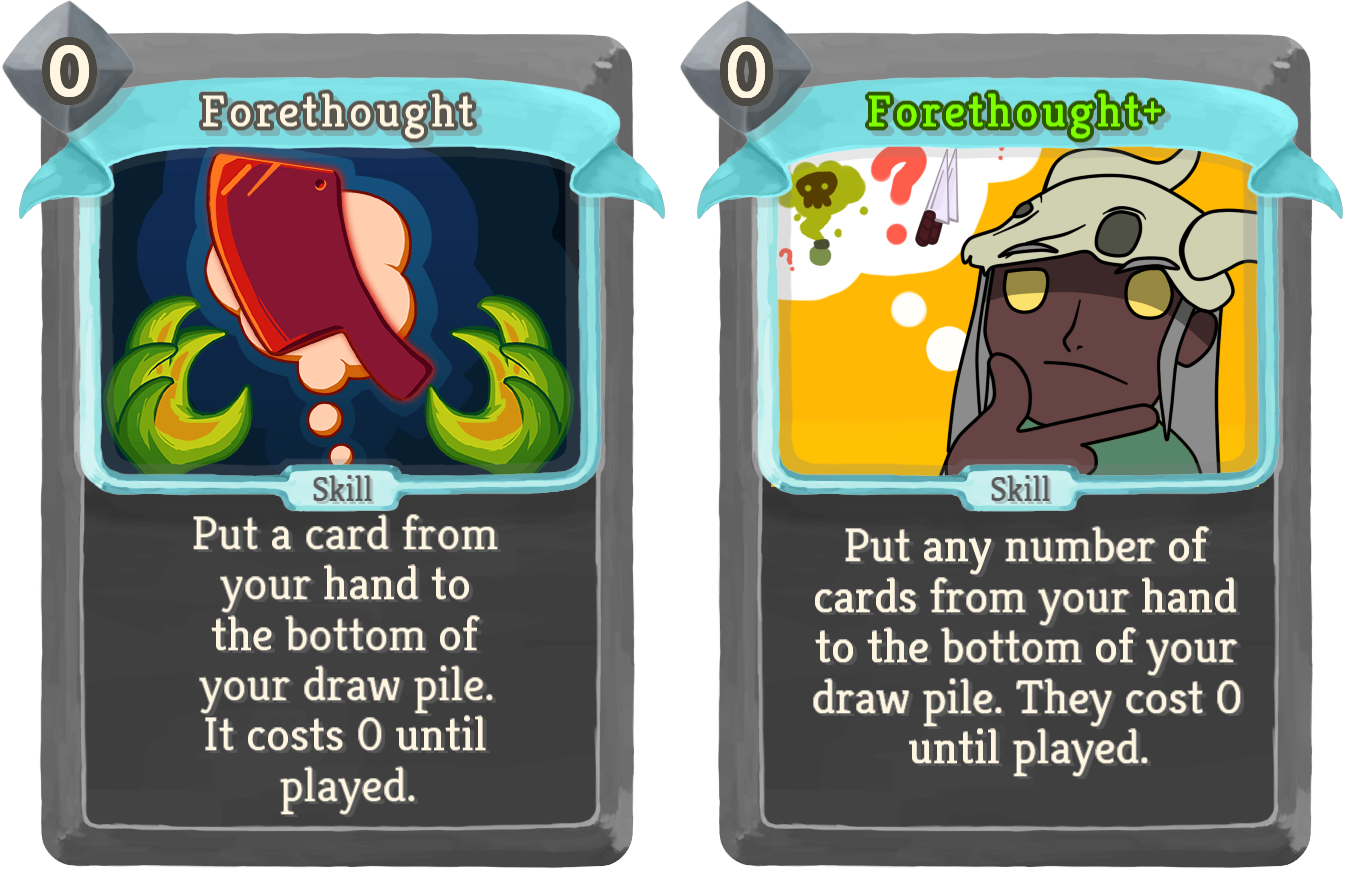 0
Forethought
Skill
Put a card from
your hand to
the bottom of
your draw pile.
It costs 0 until
played.
0
Forethought+
? ? 
Skill
Put any number of
cards from your hand
to the bottom of your
draw pile. They cost 0
until played.